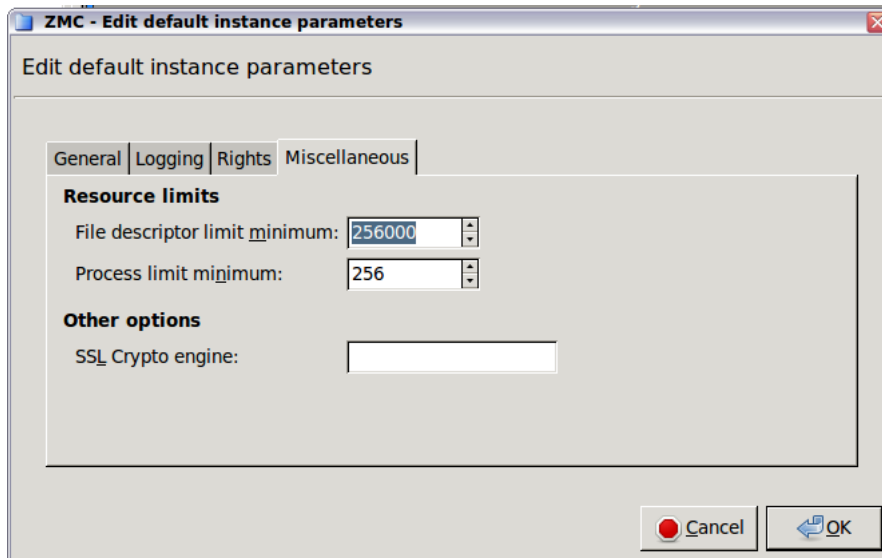 ZMC - Edit default instance parameters
Edit default instance parameters
General Logging Rights Miscellaneous
Resource limits
File descriptor limit minimum: 256000
Process limit minimum: 256
Other options
SSL Crypto engine:
Cancel OK